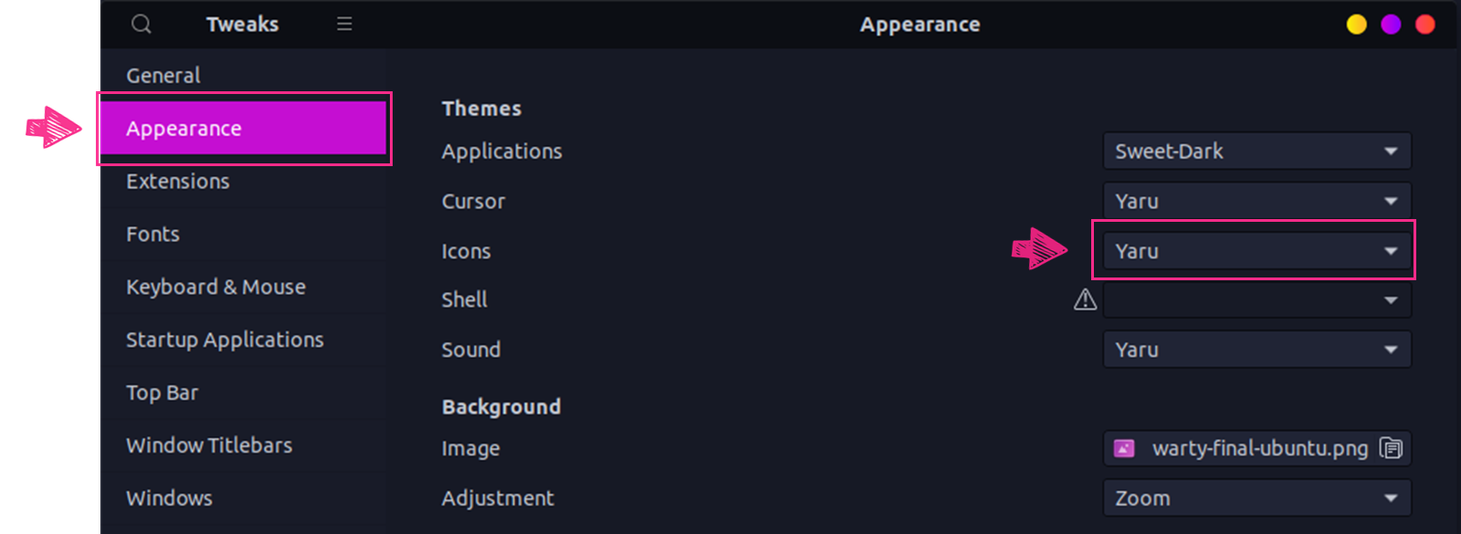 Tweaks
Appearance
General
Appearance
Extensions
Fonts
Keyboard & Mouse
Startup Applications
Top Bar
Window Titlebars
Windows
Themes
Applications Sweet-Dark
Cursor Yaru
Icons Yaru
Shell
Sound Yaru
Background
Image warty-final-ubuntu.png
Adjustment Zoom